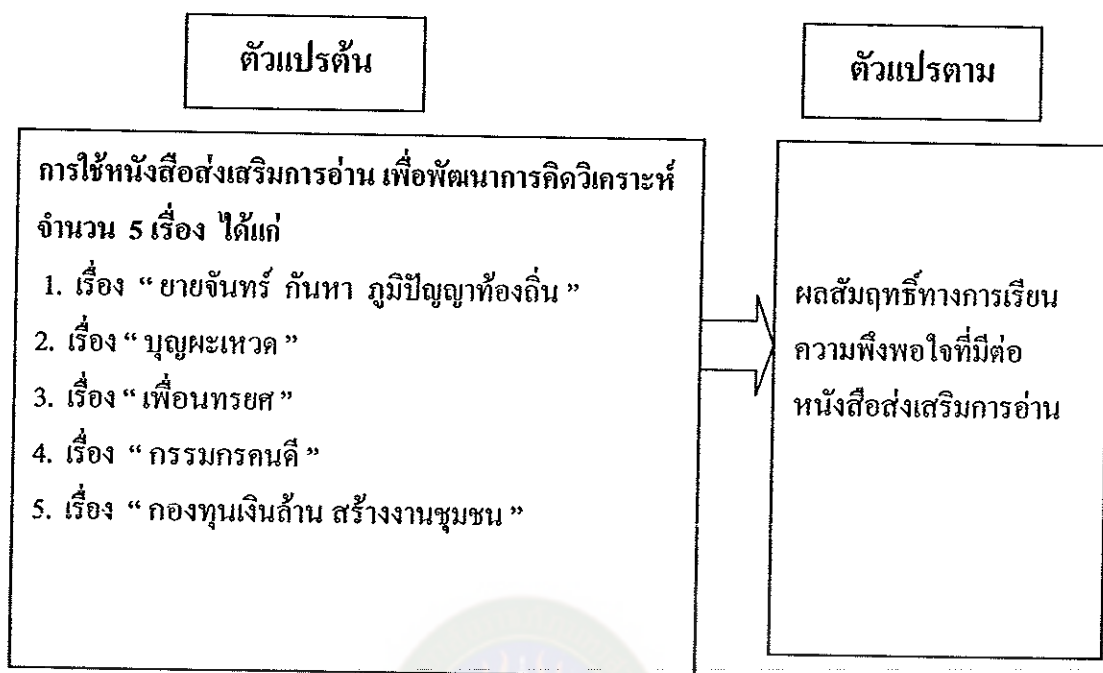 ตัวแปรต้น
ตัวแปรตาม
การใช้หนังสือส่งเสริมการอ่าน เพื่อพัฒนาการคิดวิเคราะห์
จำนวน 5 เรื่อง ได้แก่
1. เรื่อง “ ยายจันทร์ กันหา ภูมิปัญญาท้องถิ่น ”
2. เรื่อง “ บุญผะเหวด ”
3. เรื่อง “ เพื่อนทรยศ ”
4. เรื่อง “ กรรมกรคนดี ”
5. เรื่อง “ กองทุนเงินล้าน สร้างงานชุมชน ”
ผลสัมฤทธิ์ทางการเรียน
ความพึงพอใจที่มีต่อ
หนังสือส่งเสริมการอ่าน